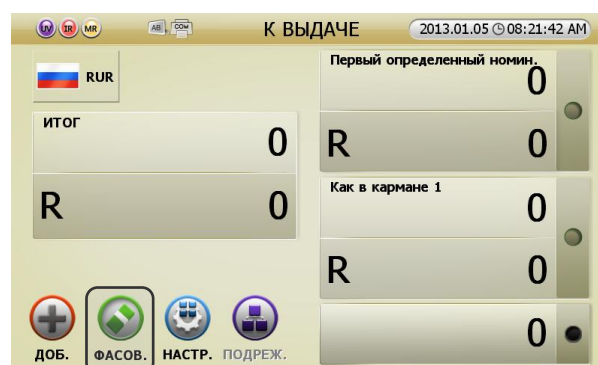 UV IR MR AB COM К ВЫДАЧЕ 2013.01.05 08:21:42 AM
RUR
ИТОГ
0
R 0
Первый определенный номин.
0
R 0
Как в кармане 1
0
R 0
0
ДОБ. ФАСОВ. НАСТР. ПОДРЕЖ.